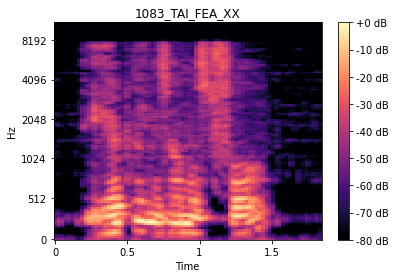 1083_TAI_FEA_XX
+0 dB
8192
-10 dB
4096
-20 dB
-30 dB
2048
Hz
-40 dB
1024
-50 dB
512
-60 dB
-70 dB
0
-80 dB
0 0.5 1 1.5
Time